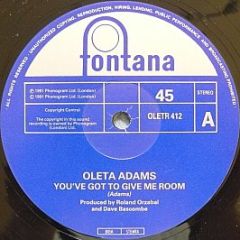 UNAUTHORISED COPYING, REPRODUCTION, HIRING, LENDING, PUBLIC PERFORMANCE AND BROADCASTING PROHIBITED. ALL RIGHTS
fontana
℗ 1991 Phonogram Ltd. (London)
© 1991 Phonogram Ltd. (London)
45
STEREO
OLETR 412
Copyright Control
A
The copyright in this sound
recording is owned by Phonogram
(London) Ltd.
OLETA ADAMS
YOU'VE GOT TO GIVE ME ROOM
(Adams)
Produced by Roland Orzabal
and Dave Bascombe
STEREO